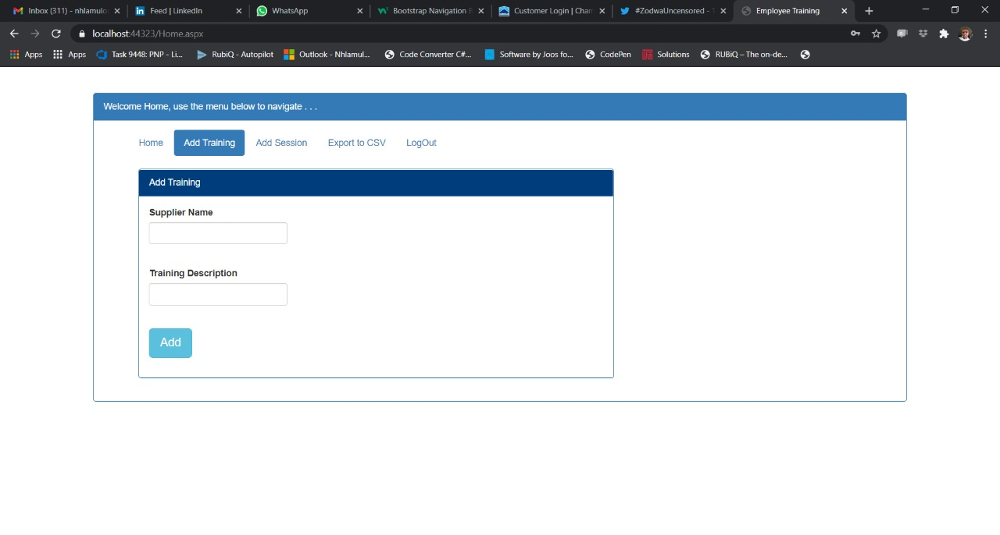 Inbox (311) - nhlamulo
Feed | LinkedIn
WhatsApp
Bootstrap Navigation
Customer Login | Cham
#ZodwaUncensored -
Employee Training
localhost:44323/Home.aspx
Apps
Apps
Task 9448: PNP - Li...
RubiQ - Autopilot
Outlook - Nhlamul...
Code Converter C#...
Software by Joos fo...
CodePen
Solutions
RUBiQ – The on-de...
Welcome Home, use the menu below to navigate . . .
Home
Add Training
Add Session
Export to CSV
LogOut
Add Training
Supplier Name
Training Description
Add